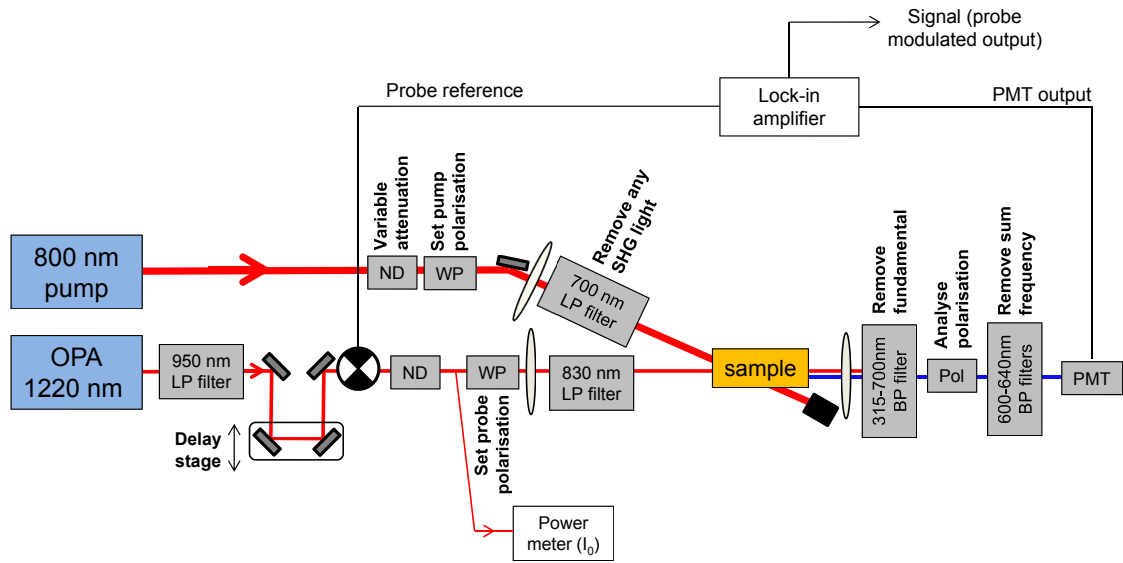 Signal (probe
modulated output)
Probe reference
Lock-in
amplifier
PMT output
Variable
attenuation
Set pump
polarisation
Remove any
SHG light
800 nm
pump
ND
WP
700 nm
LP filter
Remove
fundamental
Analyse
polarisation
Remove sum
frequency
OPA
1220 nm
950 nm
LP filter
ND
WP
830 nm
LP filter
sample
315-700nm
BP filter
Pol
600-640nm
BP filters
PMT
Delay
stage
Set probe
polarisation
Power
meter (I₀)